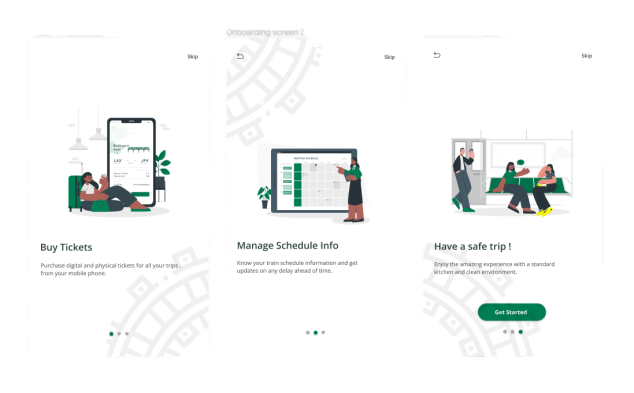 Onboarding screen 2
Skip
LAX
JFK
Buy Tickets
Purchase digital and physical tickets for all your trips,
from your mobile phone.
Skip
MONTHLY SCHEDULE
Manage Schedule Info
Know your train schedule information and get
updates on any delay ahead of time.
Skip
Have a safe trip !
Enjoy the amazing experience with a standard
kitchen and clean environment.
Get Started